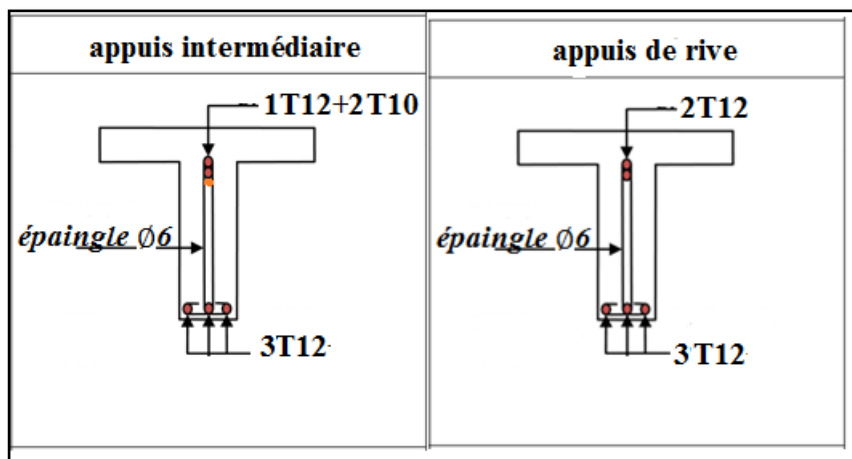 appuis intermédiaire
1T12+2T10
épaingle Ø6
3T12
appuis de rive
2T12
épaingle Ø6
3T12